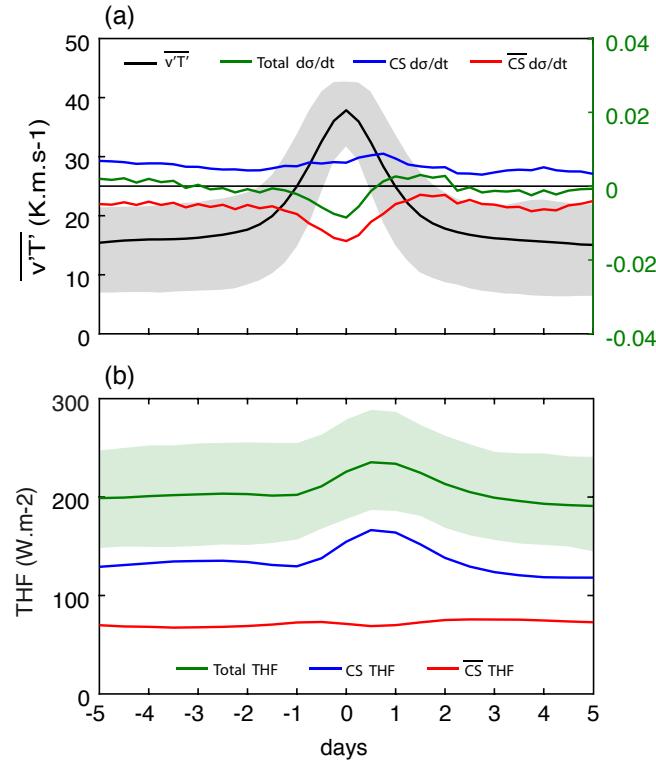 (a)
50
40
30
20
10
0
v'T' (K.m.s-1)
v'T' Total dσ/dt CS dσ/dt CS dσ/dt
0.04
0.02
0
-0.02
-0.04
(b)
300
200
100
0
THF (W.m-2)
Total THF CS THF CS THF
-5 -4 -3 -2 -1 0 1 2 3 4 5
days